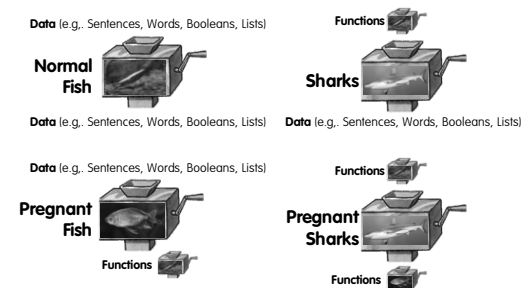 Data (e.g,. Sentences, Words, Booleans, Lists)
Normal
Fish
Data (e.g,. Sentences, Words, Booleans, Lists)
Functions
Sharks
Data (e.g,. Sentences, Words, Booleans, Lists)
Data (e.g,. Sentences, Words, Booleans, Lists)
Pregnant
Fish
Functions
Functions
Pregnant
Sharks
Functions